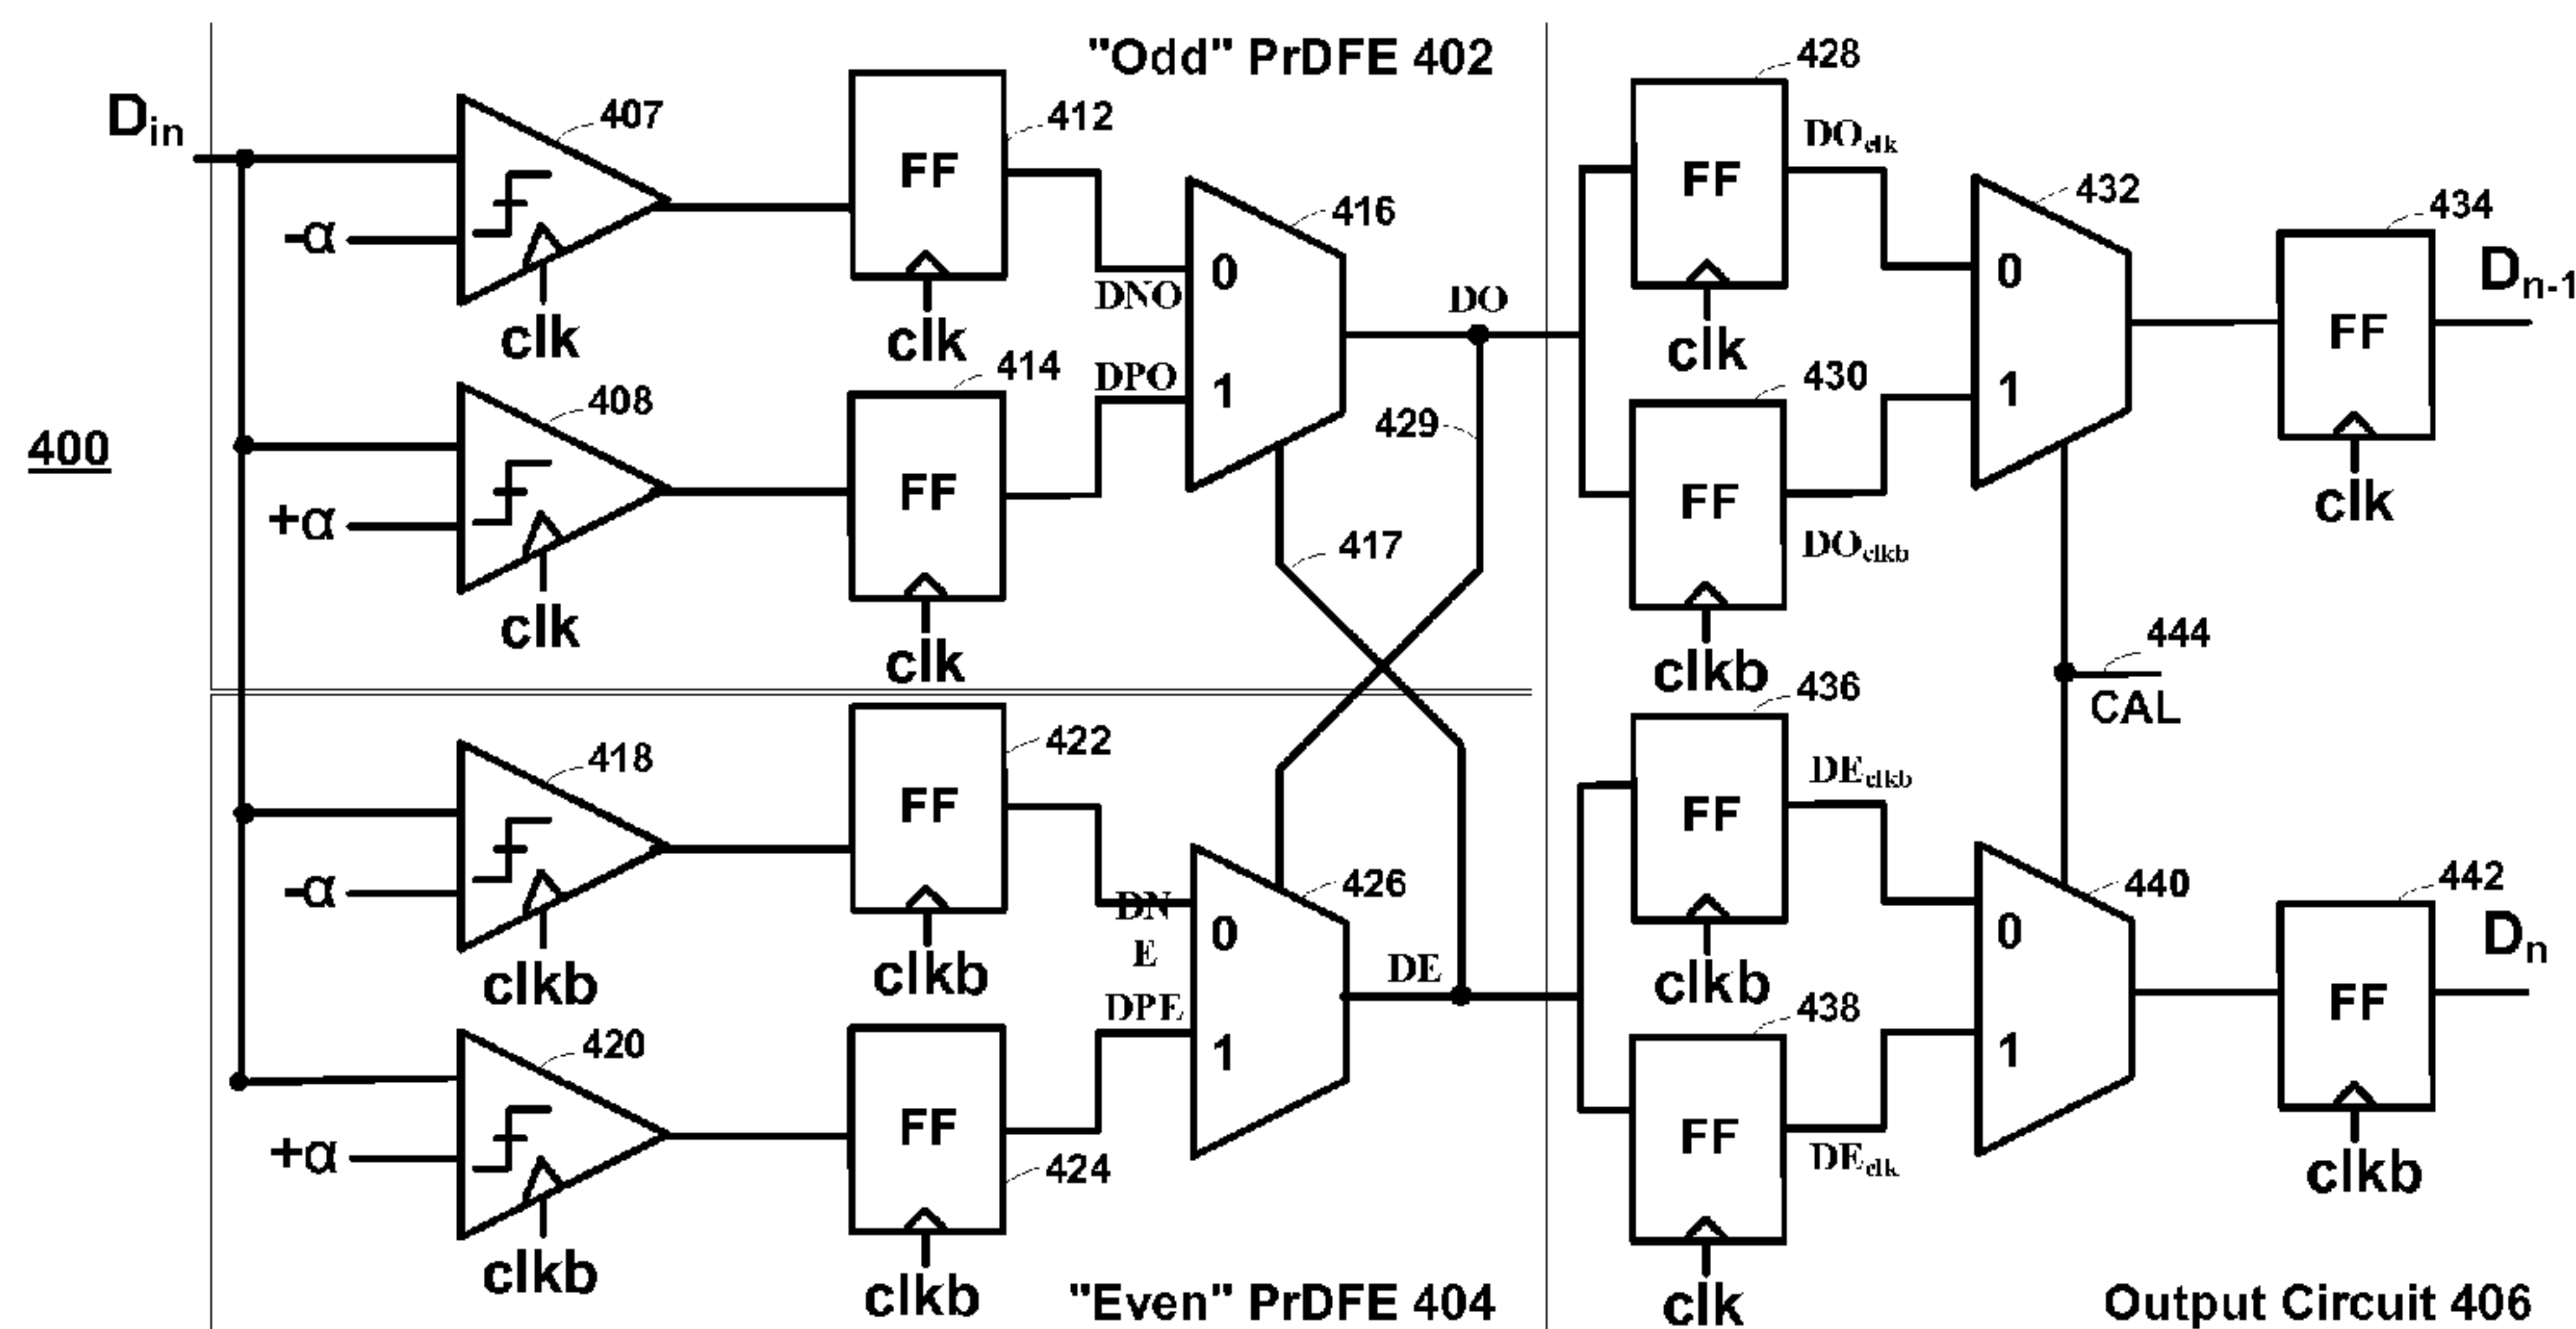 "Odd" PrDFE 402
428
Din
407
412
DOclk
FF
FF
416
432
434
-α
0
0
Dn-1
DNO
DO
FF
clk
clk
clk
414
DPO
430
408
1
1
429
400
clk
FF
FF
+α
417
DOclkb
clk
clk
clkb
444
436
CAL
422
418
DEclkb
FF
FF
426
440
442
-α
DN
0
0
E
Dn
clkb
clkb
DE
clkb
FF
DPE
438
420
1
1
FF
FF
+α
424
DEclk
clkb
clkb
clkb
clk
"Even" PrDFE 404
Output Circuit 406